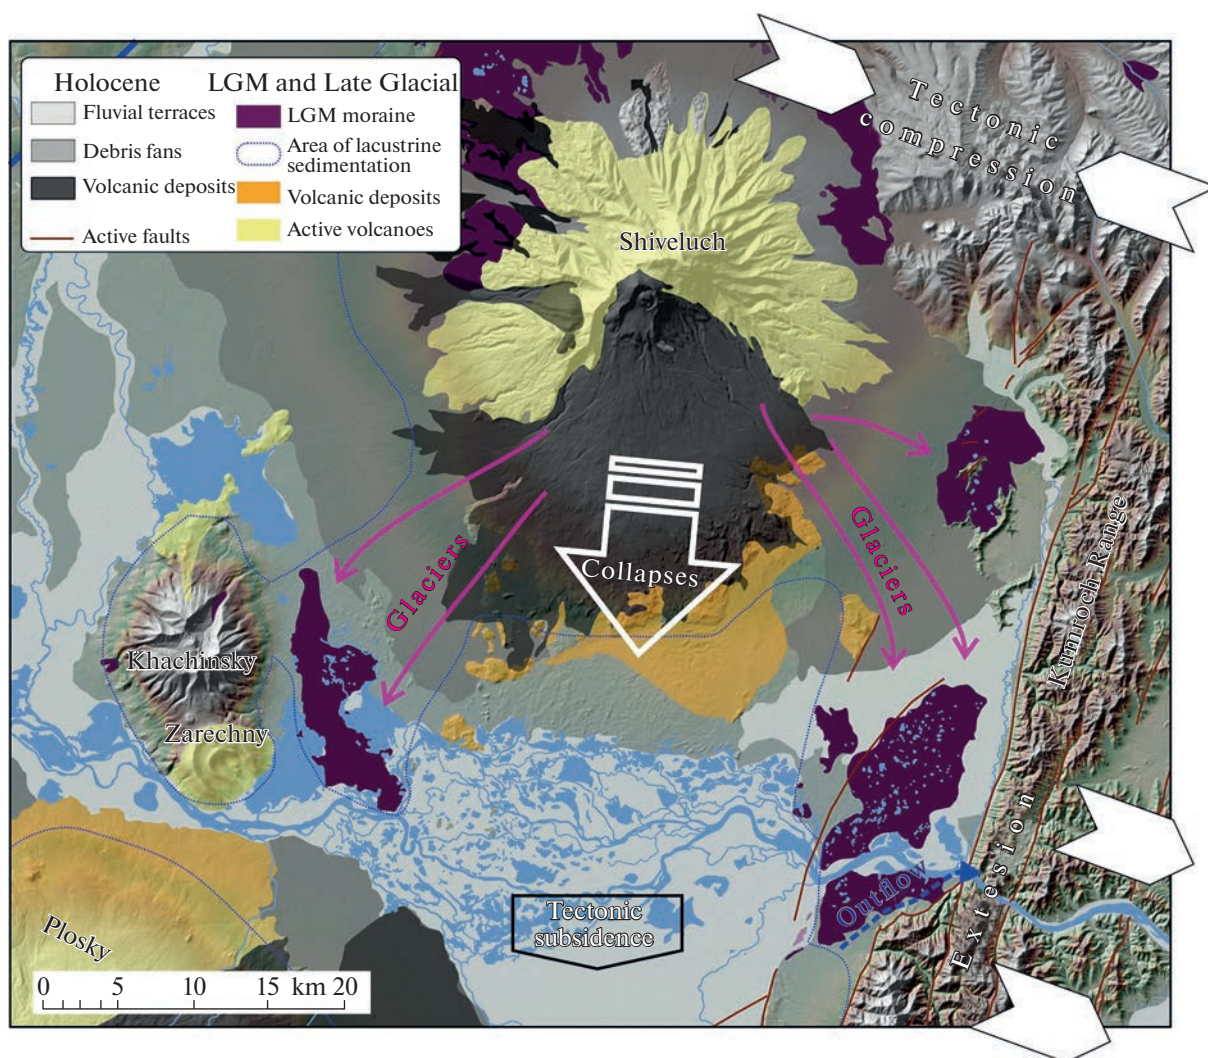 Holocene
Fluvial terraces
Debris fans
Volcanic deposits
Active faults
LGM and Late Glacial
LGM moraine
Area of lacustrine
sedimentation
Volcanic deposits
Active volcanoes
Tectonic
compression
Shiveluch
Glaciers
Collapses
Glaciers
Kumroch Range
Khachinsky
Zarechny
Extesion
Outflow
Tectonic
subsidence
Plosky
0 5 10 15 km 20